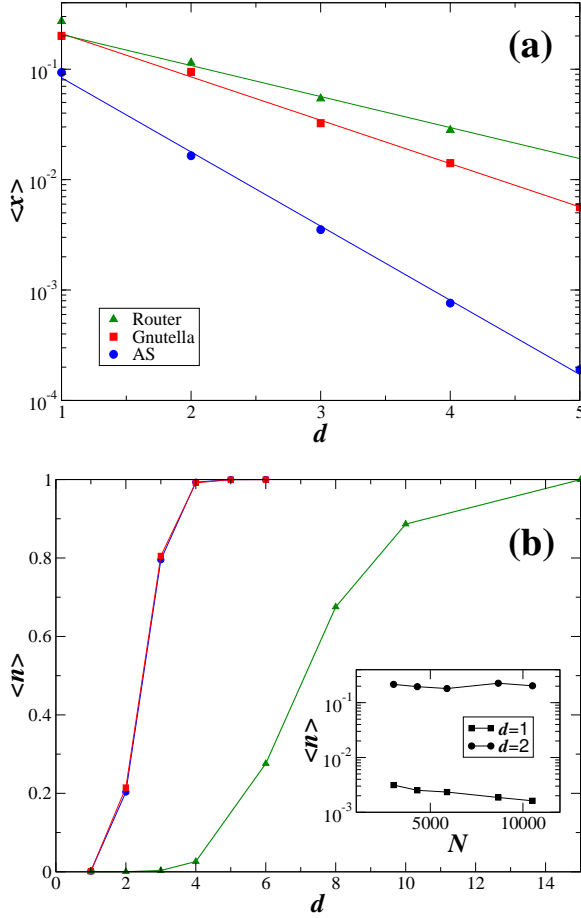 (a)
10^-1
10^-2
10^-3
10^-4
<x>
Router
Gnutella
AS
1 2 3 4 5
d
(b)
1
0.8
0.6
0.4
0.2
0
<n>
10^-1
10^-2
10^-3
<n>
d=1
d=2
5000 10000
N
0 2 4 6 8 10 12 14
d